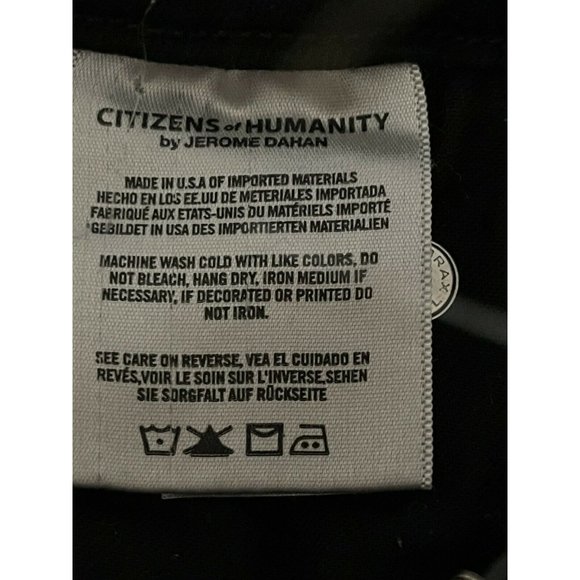 CITIZENS of HUMANITY
by JEROME DAHAN
MADE IN U.S.A OF IMPORTED MATERIALS
HECHO EN LOS EE.UU DE METERIALES IMPORTADA
FABRIQUÉ AUX ETATS-UNIS DU MATÉRIELS IMPORTÉ
GEBILDET IN USA DES IMPORTIERTEN MATERIALIEN
MACHINE WASH COLD WITH LIKE COLORS, DO
NOT BLEACH, HANG DRY, IRON MEDIUM IF
NECESSARY, IF DECORATED OR PRINTED DO
NOT IRON.
SEE CARE ON REVERSE, VEA EL CUIDADO EN
REVÉS,VOIR LE SOIN SUR L'INVERSE,SEHEN
SIE SORGFALT AUF RÜCKSEITE